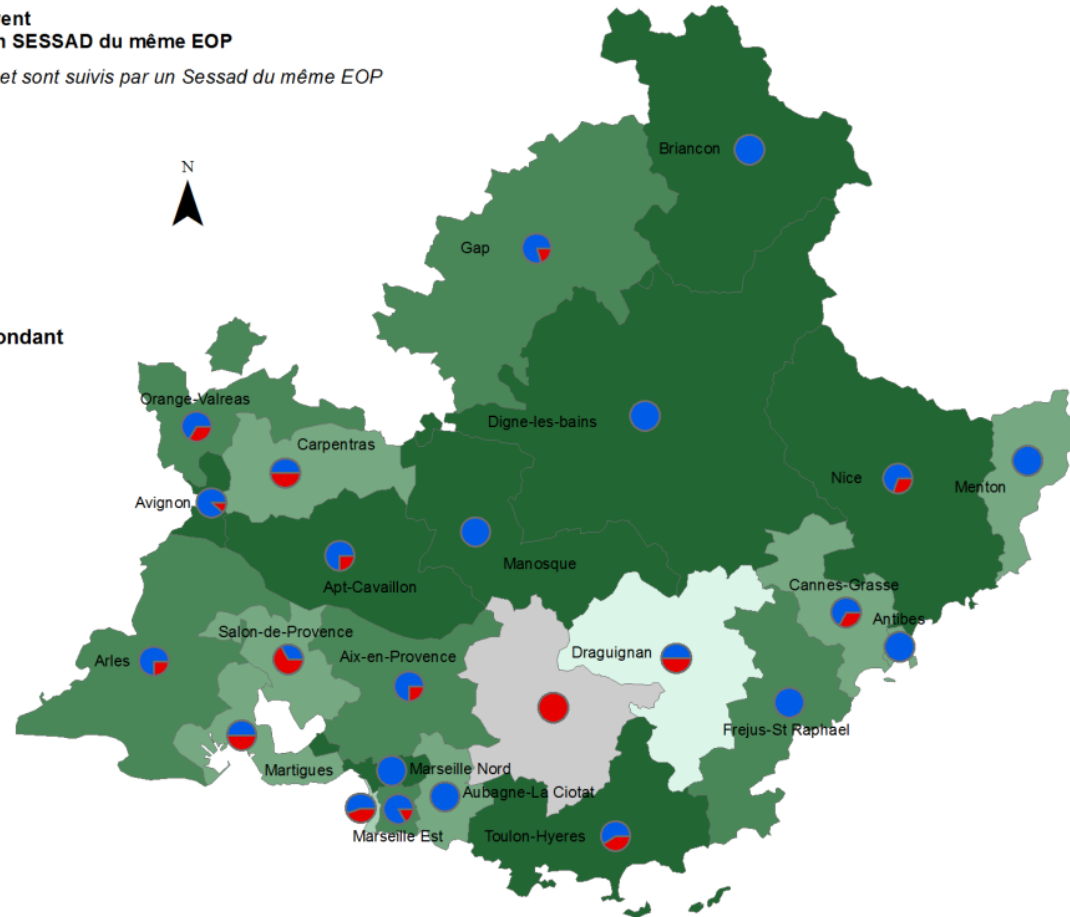 ent
n SESSAD du même EOP
et sont suivis par un Sessad du même EOP
N
ondant
Briancon
Gap
Orange-Valreas
Digne-les-bains
Carpentras
Nice
Menton
Avignon
Manosque
Apt-Cavaillon
Cannes-Grasse
Antibes
Salon-de-Provence
Draguignan
Arles
Aix-en-Provence
Frejus-St Raphael
Martigues
Marseille Nord
Aubagne-La Ciotat
Marseille Est
Toulon-Hyeres